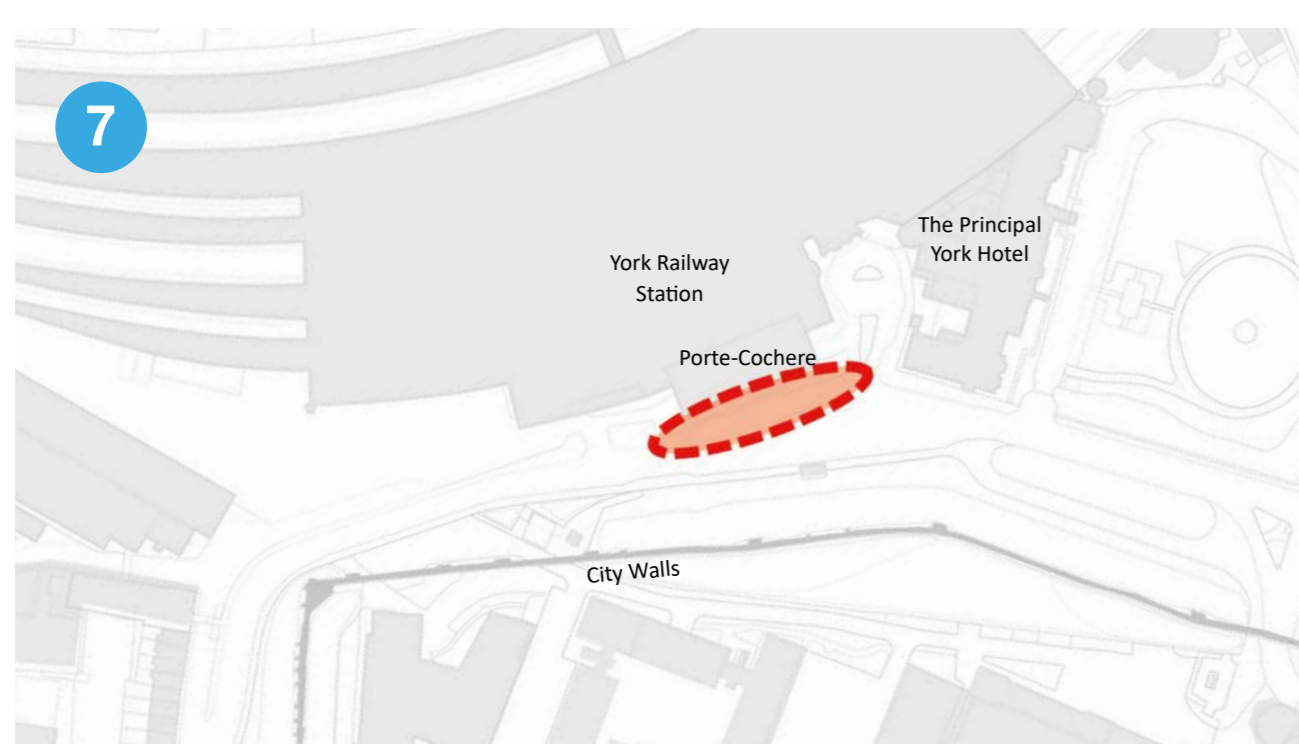 7
The Principal
York Hotel
York Railway
Station
Porte-Cochere
City Walls